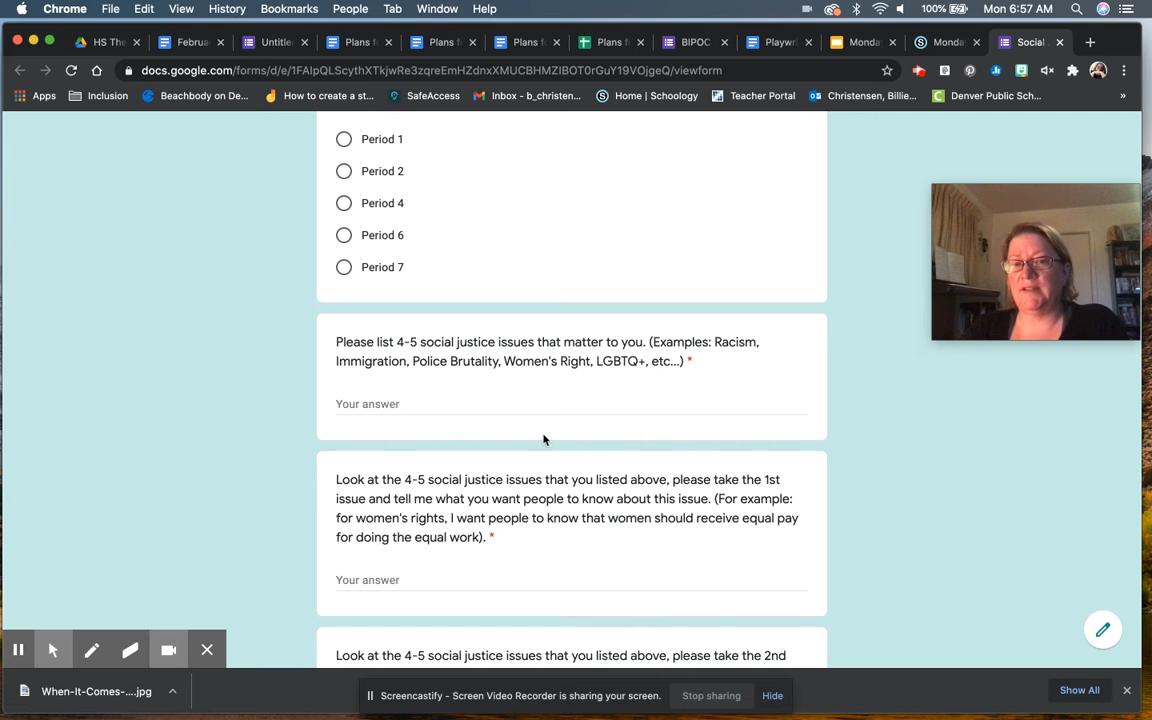 Chrome File Edit View History Bookmarks People Tab Window Help 100% Mon 6:57 AM
HS The Februa Untitle Plans f Plans f Plans f Plans f BIPOC Playwri Monda Monda Social
docs.google.com/forms/d/e/1FAIpQLScythXTkjwRe3zqreEmHZdnxXMUCBHMZIBOT0rGuY19VOjgeQ/viewform
Apps Inclusion Beachbody on De... How to create a st... SafeAccess Inbox - b_christen... Home | Schoology Teacher Portal Christensen, Billie... Denver Public Sch... »
Period 1
Period 2
Period 4
Period 6
Period 7
Please list 4-5 social justice issues that matter to you. (Examples: Racism,
Immigration, Police Brutality, Women's Right, LGBTQ+, etc...) *
Your answer
Look at the 4-5 social justice issues that you listed above, please take the 1st
issue and tell me what you want people to know about this issue. (For example:
for women's rights, I want people to know that women should receive equal pay
for doing the equal work). *
Your answer
Look at the 4-5 social justice issues that you listed above, please take the 2nd
When-It-Comes-....jpg
Screencastify - Screen Video Recorder is sharing your screen. Stop sharing Hide
Show All